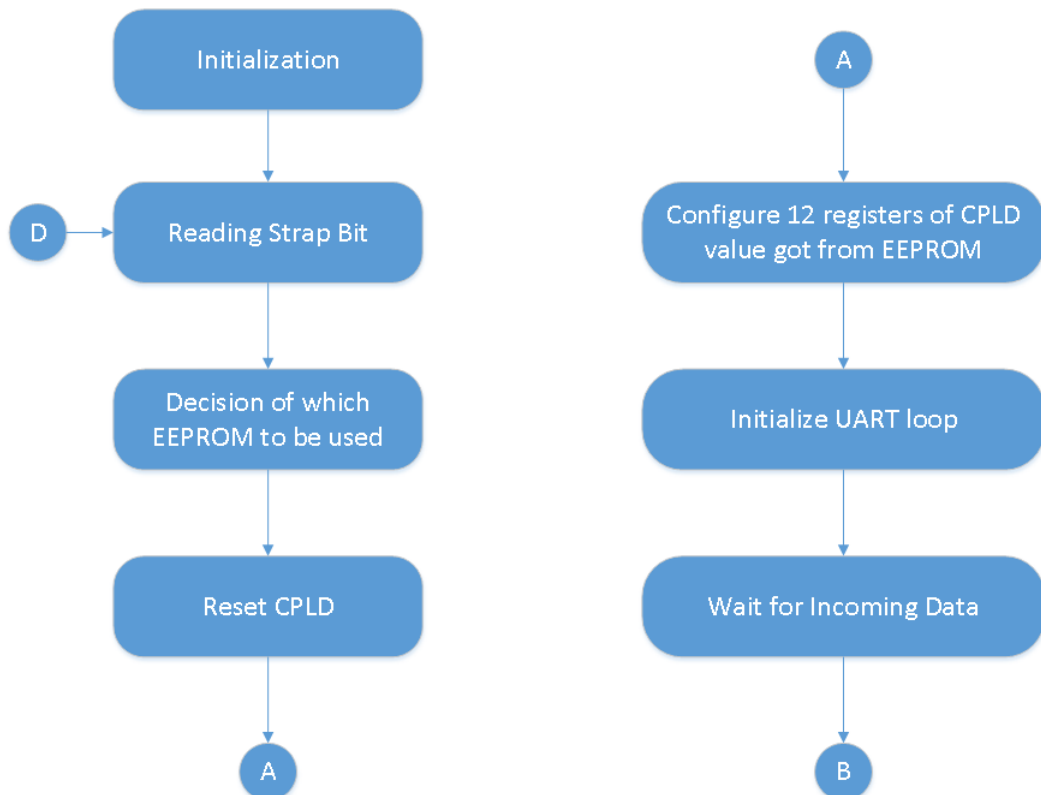 Initialization
D
Reading Strap Bit
Decision of which
EEPROM to be used
Reset CPLD
A
A
Configure 12 registers of CPLD
value got from EEPROM
Initialize UART loop
Wait for Incoming Data
B